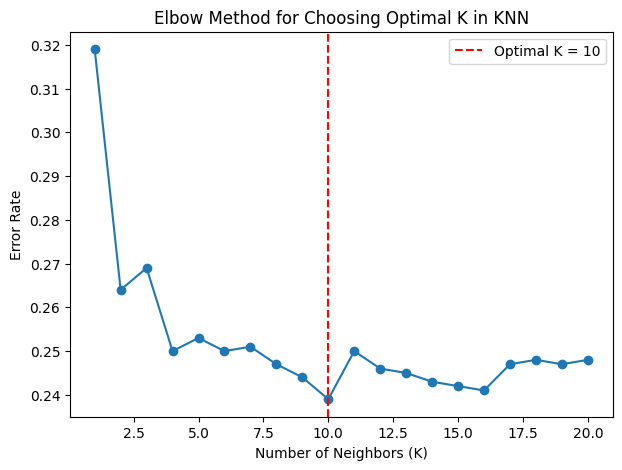 Elbow Method for Choosing Optimal K in KNN
Optimal K = 10
Error Rate
0.32
0.31
0.30
0.29
0.28
0.27
0.26
0.25
0.24
2.5 5.0 7.5 10.0 12.5 15.0 17.5 20.0
Number of Neighbors (K)